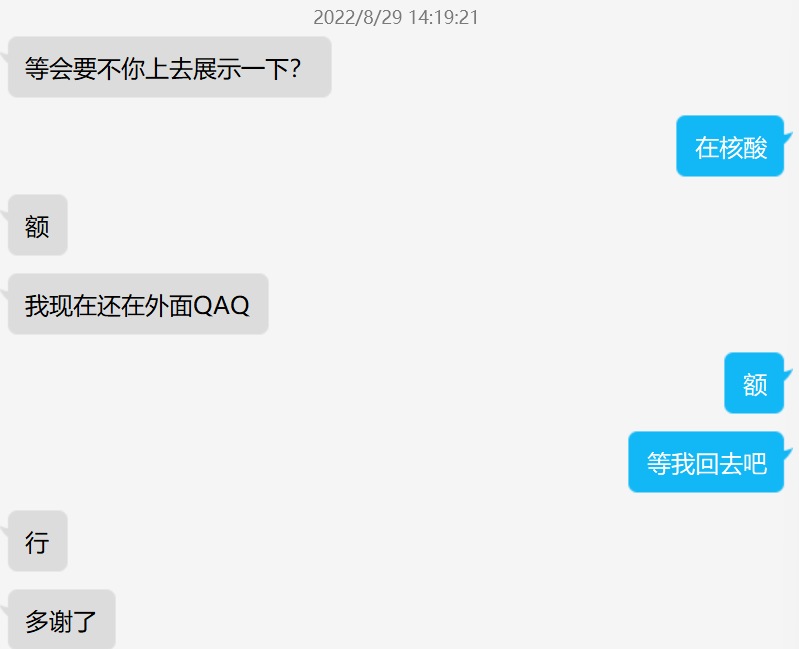 2022/8/29 14:19:21
等会要不你上去展示一下？
在核酸
额
我现在还在外面QAQ
额
等我回去吧
行
多谢了